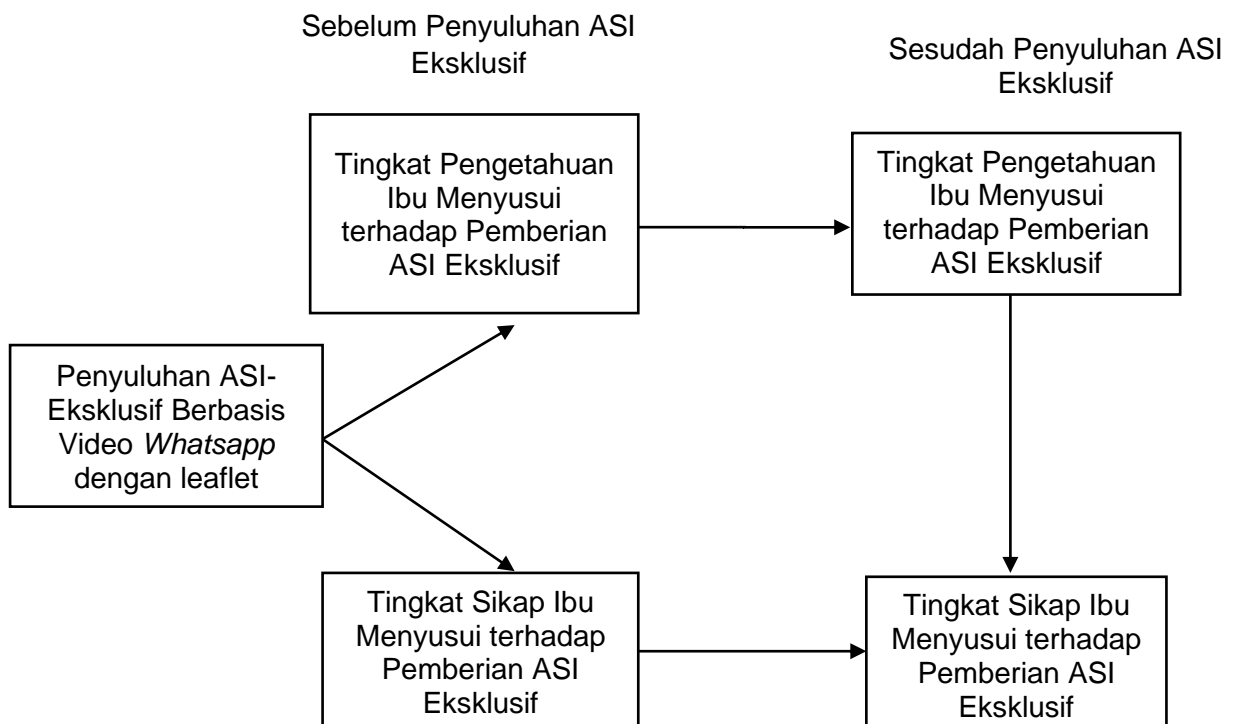 Sebelum Penyuluhan ASI
Eksklusif
Sesudah Penyuluhan ASI
Eksklusif
Tingkat Pengetahuan
Ibu Menyusui
terhadap Pemberian
ASI Eksklusif
Tingkat Pengetahuan
Ibu Menyusui
terhadap Pemberian
ASI Eksklusif
Penyuluhan ASI-
Eksklusif Berbasis
Video Whatsapp
dengan leaflet
Tingkat Sikap Ibu
Menyusui terhadap
Pemberian ASI
Eksklusif
Tingkat Sikap Ibu
Menyusui terhadap
Pemberian ASI
Eksklusif